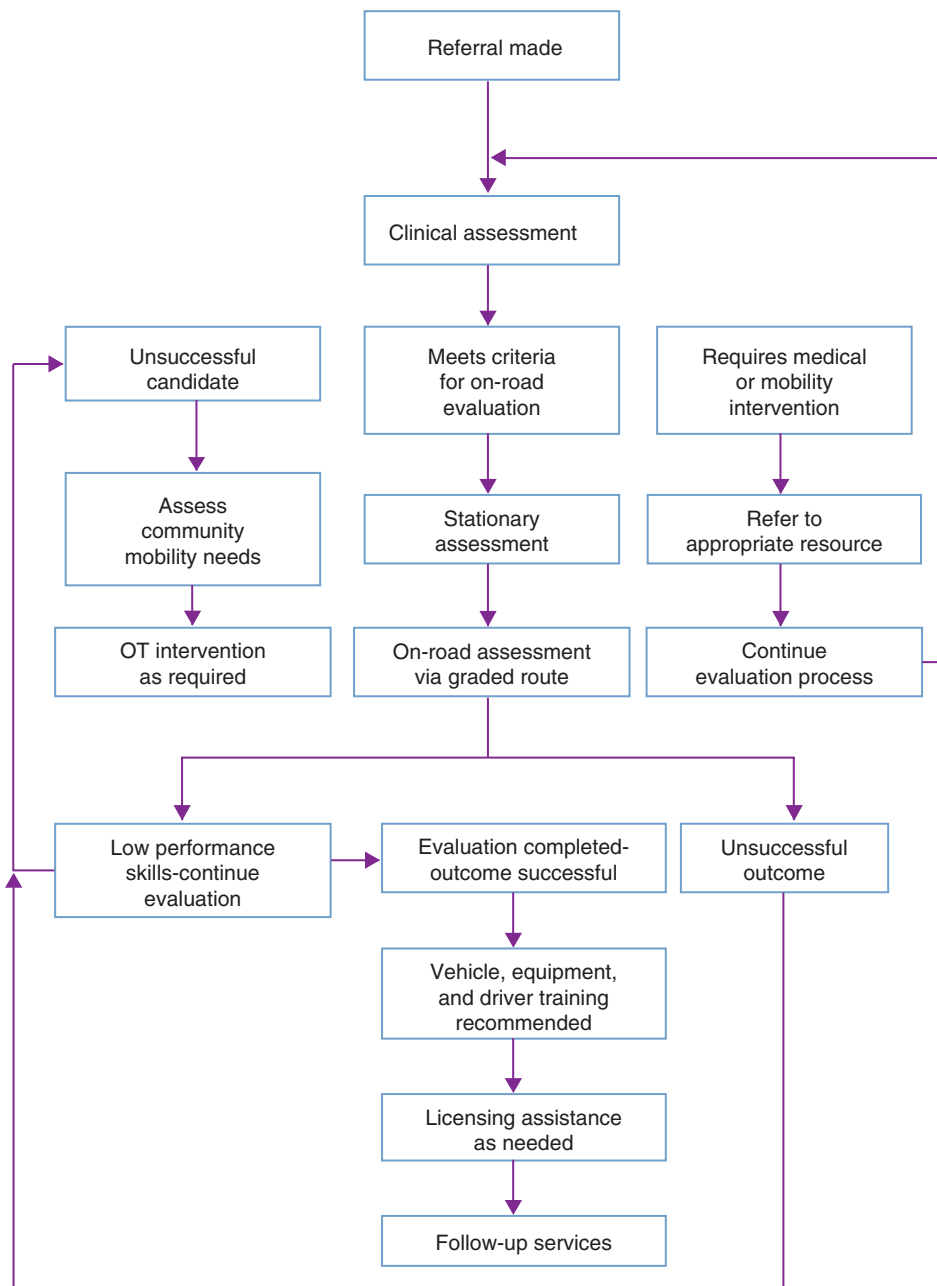 Referral made
Clinical assessment
Unsuccessful
candidate
Meets criteria
for on-road
evaluation
Requires medical
or mobility
intervention
Assess
community
mobility needs
Stationary
assessment
Refer to
appropriate resource
OT intervention
as required
On-road assessment
via graded route
Continue
evaluation process
Low performance
skills-continue
evaluation
Evaluation completed-
outcome successful
Unsuccessful
outcome
Vehicle, equipment,
and driver training
recommended
Licensing assistance
as needed
Follow-up services